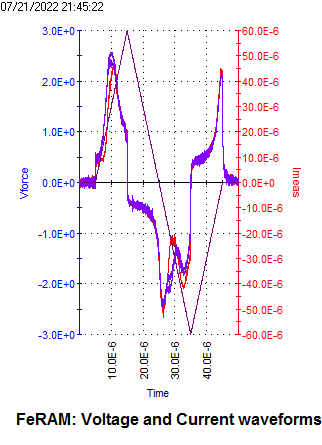 07/21/2022 21:45:22
3.0E+0
2.0E+0
1.0E+0
0.0E+0
-1.0E+0
-2.0E+0
-3.0E+0
Vforce
60.0E-6
50.0E-6
40.0E-6
30.0E-6
20.0E-6
10.0E-6
0.0E+0
-10.0E-6
-20.0E-6
-30.0E-6
-40.0E-6
-50.0E-6
-60.0E-6
Imeas
10.0E-6
20.0E-6
30.0E-6
40.0E-6
Time
FeRAM: Voltage and Current waveforms